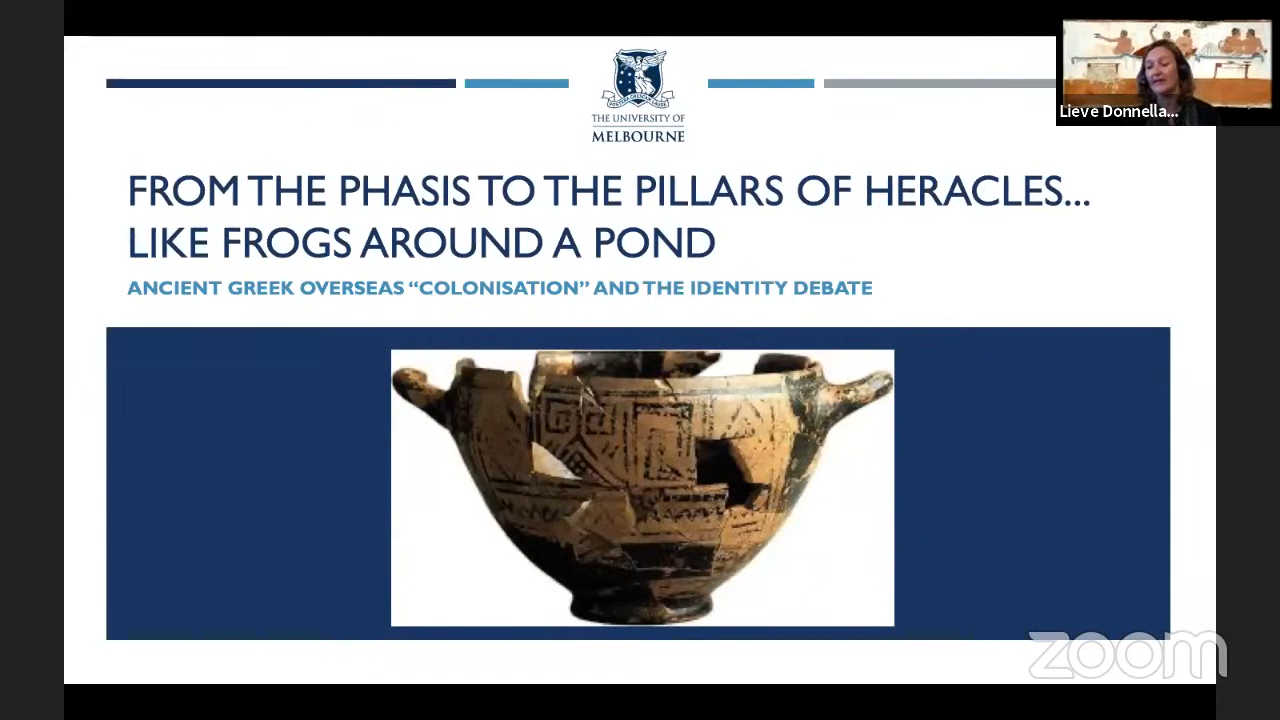 THE UNIVERSITY OF
MELBOURNE
Lieve Donnella...
FROM THE PHASIS TO THE PILLARS OF HERACLES...
LIKE FROGS AROUND A POND
ANCIENT GREEK OVERSEAS “COLONISATION” AND THE IDENTITY DEBATE
zoom